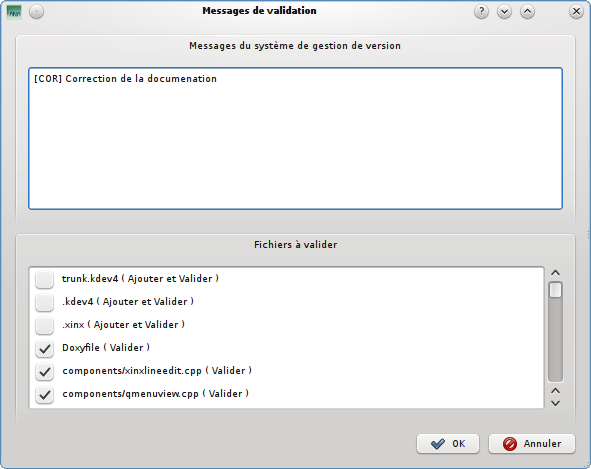 Messages de validation
Messages du système de gestion de version
[COR] Correction de la documenation
Fichiers à valider
trunk.kdev4 ( Ajouter et Valider )
.kdev4 ( Ajouter et Valider )
.xinx ( Ajouter et Valider )
Doxyfile ( Valider )
components/xinxlineedit.cpp ( Valider )
components/qmenuview.cpp ( Valider )
OK
Annuler